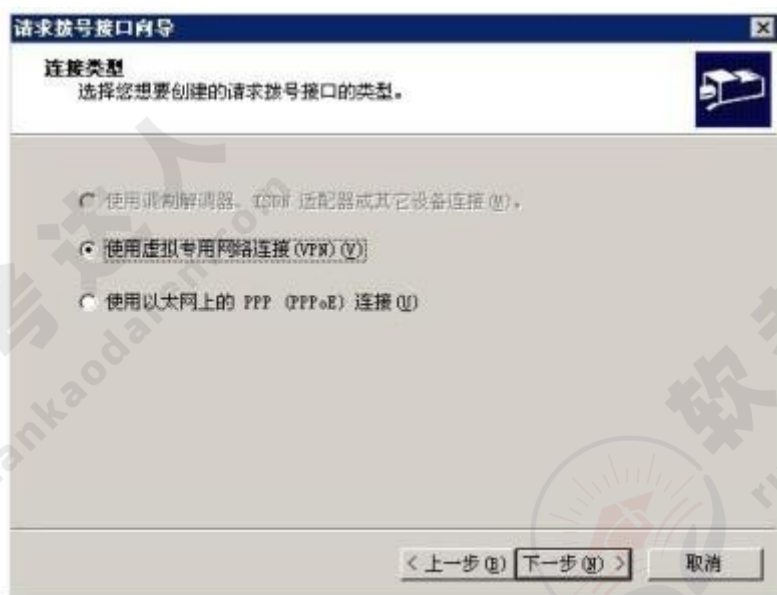 请求拨号接口向导
连接类型
选择您想要创建的请求拨号接口的类型。
使用调制解调器、ISDN 适配器或其它设备连接(M)。
使用虚拟专用网络连接(VPN)(V)
使用以太网上的 PPP (PPPoE) 连接(U)
<上一步(B) 下一步(N) > 取消